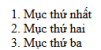 1. Mục thứ nhất
2. Mục thứ hai
3. Mục thứ ba